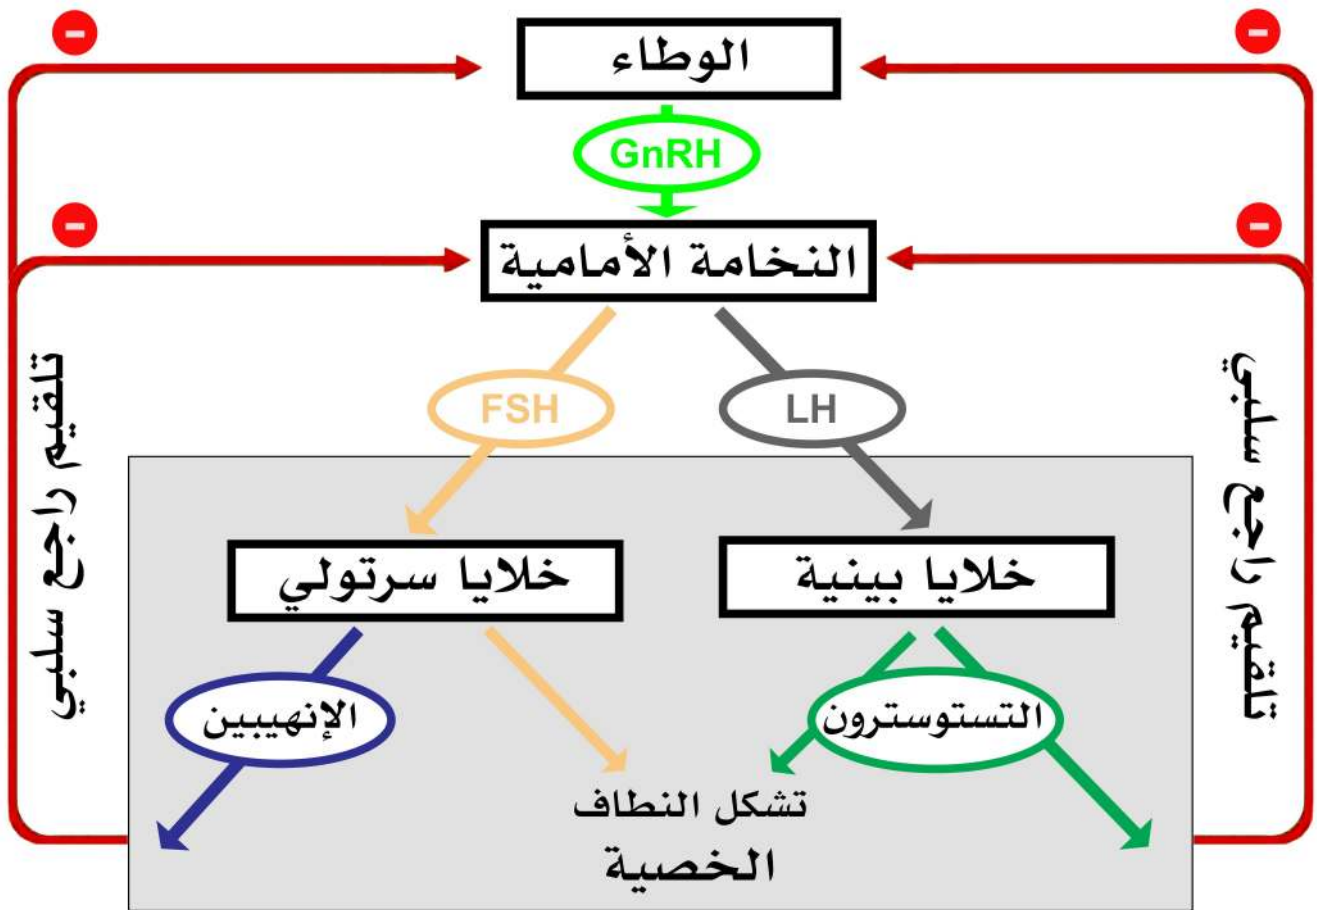 -
-
الوطاء
GnRH
-
-
النخامة الأمامية
FSH
LH
تلقيم راجع سلبي
تلقيم راجع سلبي
خلايا سرتولي
خلايا بينية
الإنهيبين
التستوسترون
تشكل النطاف
الخصية